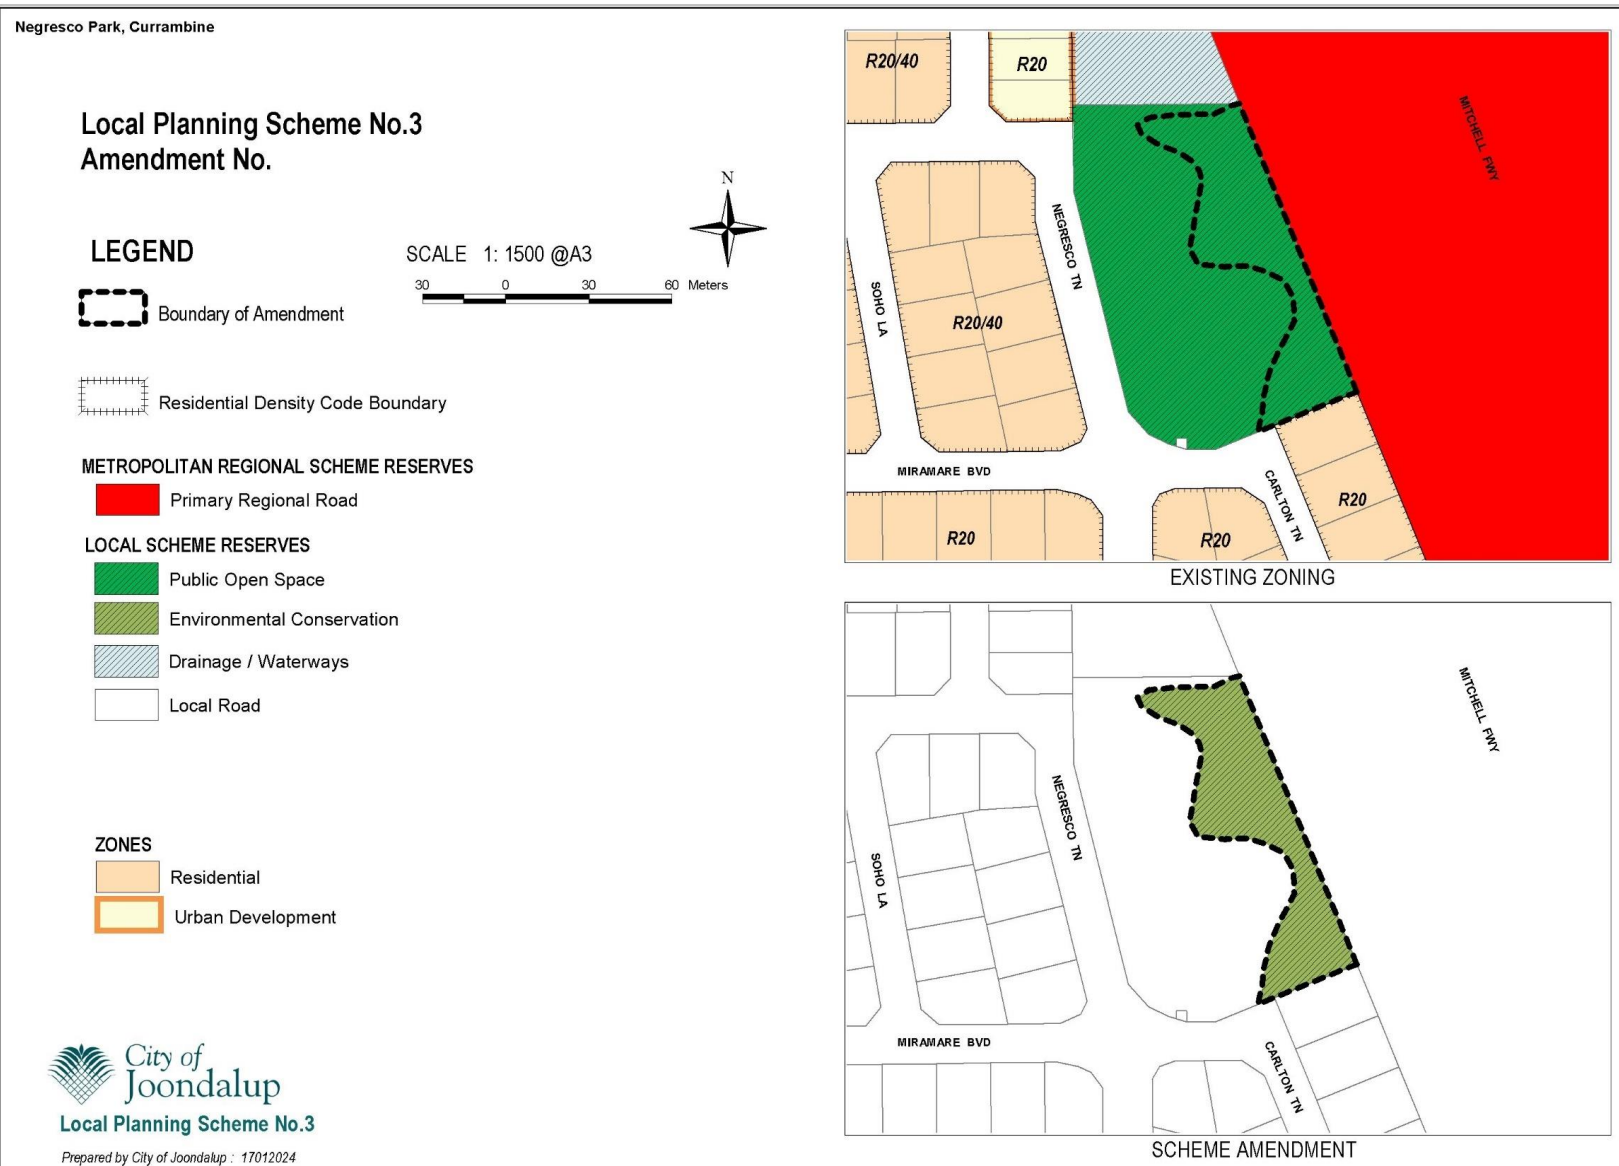 Negresco Park, Currambine
Local Planning Scheme No.3
Amendment No.
N
LEGEND
SCALE 1: 1500 @A3
30 0 30 60 Meters
Boundary of Amendment
Residential Density Code Boundary
METROPOLITAN REGIONAL SCHEME RESERVES
Primary Regional Road
LOCAL SCHEME RESERVES
Public Open Space
Environmental Conservation
Drainage / Waterways
Local Road
ZONES
Residential
Urban Development
City of
Joondalup
Local Planning Scheme No.3
Prepared by City of Joondalup : 17012024
R20/40
R20
MITCHELL FWY
NEGRESCO TN
SOHO LA
R20/40
MIRAMARE BVD
CARLTON TN
R20
R20
R20
EXISTING ZONING
MITCHELL FWY
NEGRESCO TN
SOHO LA
MIRAMARE BVD
CARLTON TN
SCHEME AMENDMENT